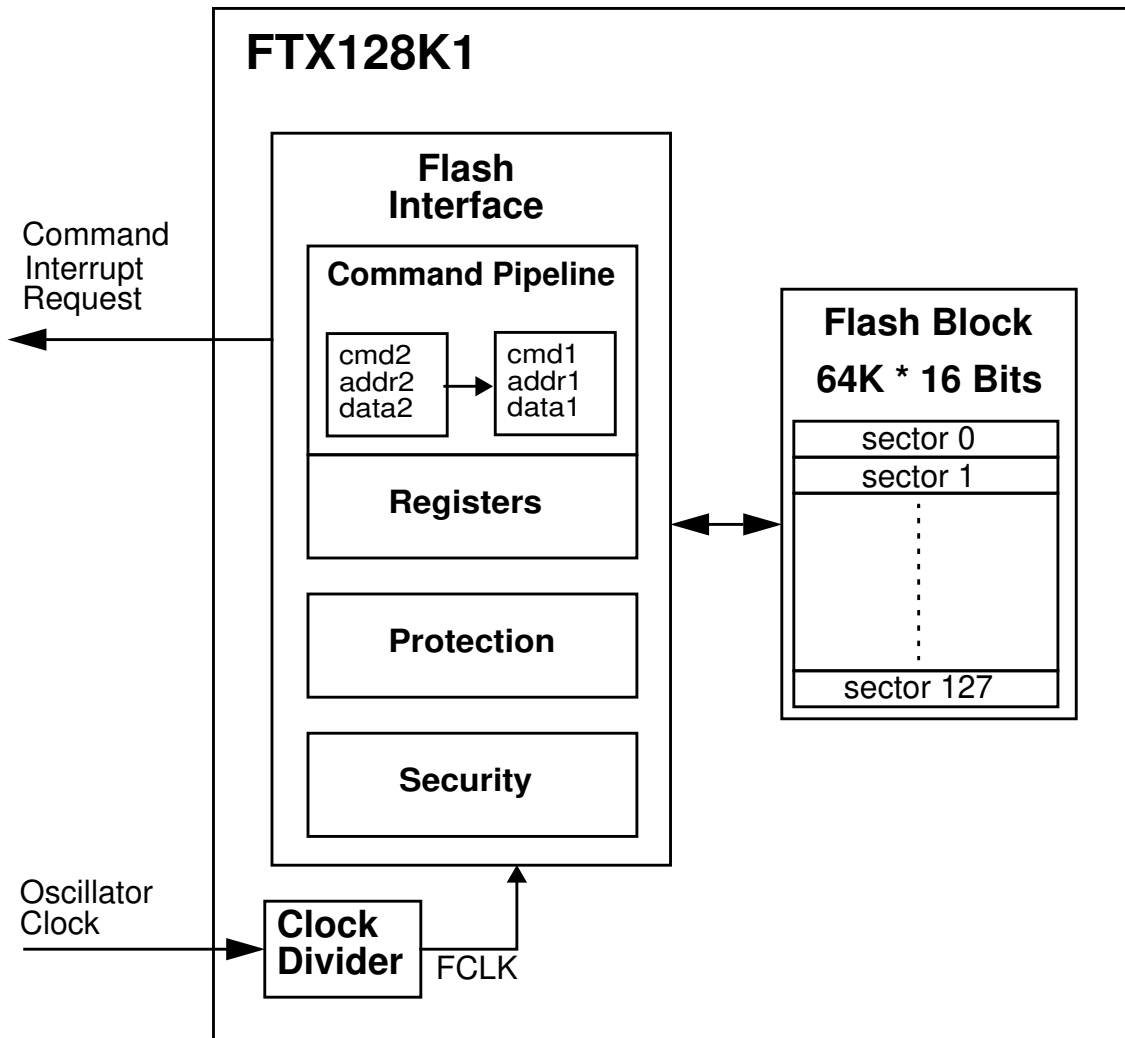 FTX128K1
Flash
Interface
Command
Interrupt
Request
Command Pipeline
cmd2
addr2
data2
cmd1
addr1
data1
Registers
Protection
Security
Flash Block
64K * 16 Bits
sector 0
sector 1
sector 127
Oscillator
Clock
Clock
Divider
FCLK